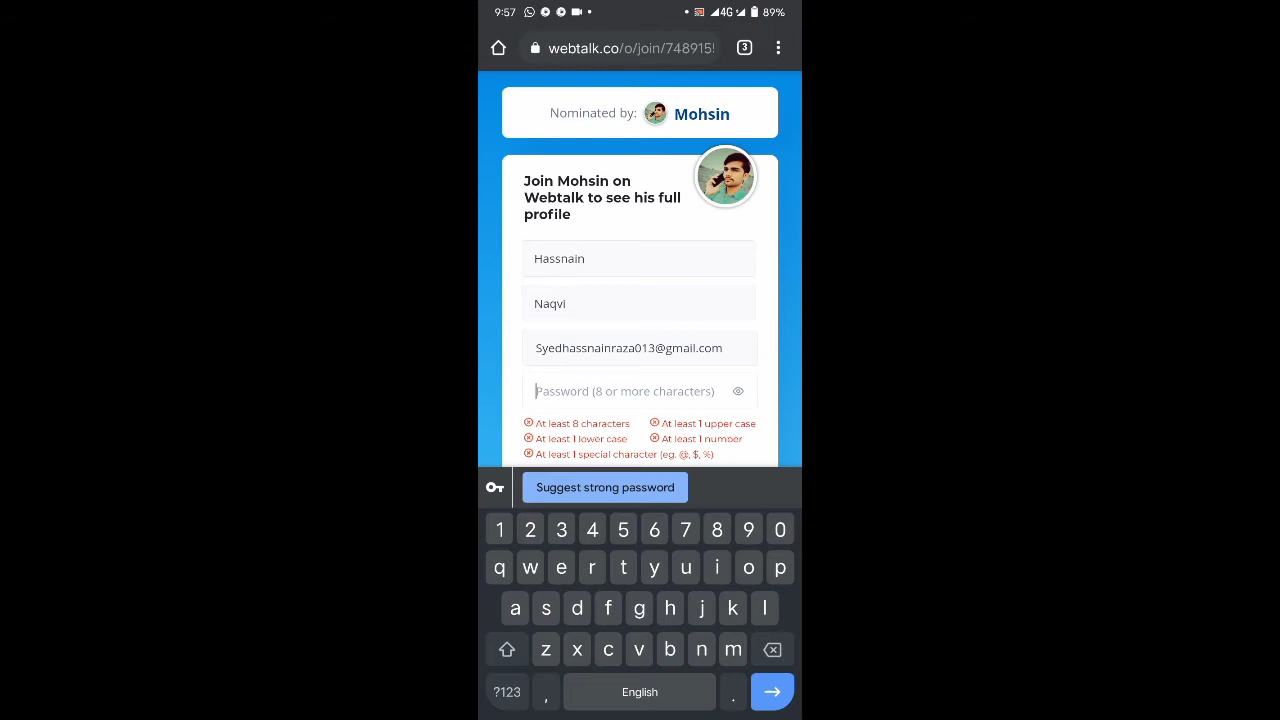 9:57 4G 89%
webtalk.co/o/join/748915
3
Nominated by: Mohsin
Join Mohsin on
Webtalk to see his full
profile
Hassnain
Naqvi
Syedhassnainraza013@gmail.com
Password (8 or more characters)
At least 8 characters At least 1 upper case
At least 1 lower case At least 1 number
At least 1 special character (eg. @, $, %)
Suggest strong password
1 2 3 4 5 6 7 8 9 0
q w e r t y u i o p
a s d f g h j k l
z x c v b n m
?123 , English .